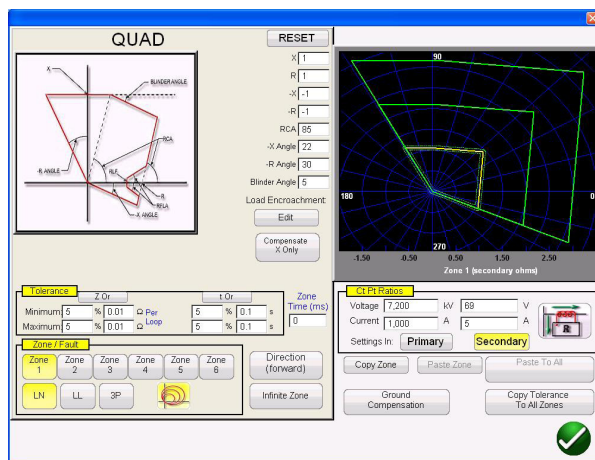 QUAD
RESET
X
BLINDER ANGLE
RCA
-R ANGLE
RLF
R
RFLA
-X ANGLE
X 1
R 1
-X -1
-R -1
RCA 85
-X Angle 22
-R Angle 30
Blinder Angle 5
Load Encroachment:
Edit
Compensate
X Only
90
180
0
270
-1.50 -0.50 0.50 1.50 2.50
Zone 1 (secondary ohms)
Tolerance
Z Or t Or
Minimum 5 % 0.01 Ω Per 5 % 0.1 s
Maximum 5 % 0.01 Ω Loop 5 % 0.1 s
Zone
Time (ms)
0
Ct Pt Ratios
Voltage 7,200 kV 69 V
Current 1,000 A 5 A
R
Settings In: Primary Secondary
Zone / Fault
Zone 1
Zone 2
Zone 3
Zone 4
Zone 5
Zone 6
LN LL 3P
Direction
(forward)
Infinite Zone
Copy Zone Paste Zone Paste To All
Ground
Compensation
Copy Tolerance
To All Zones